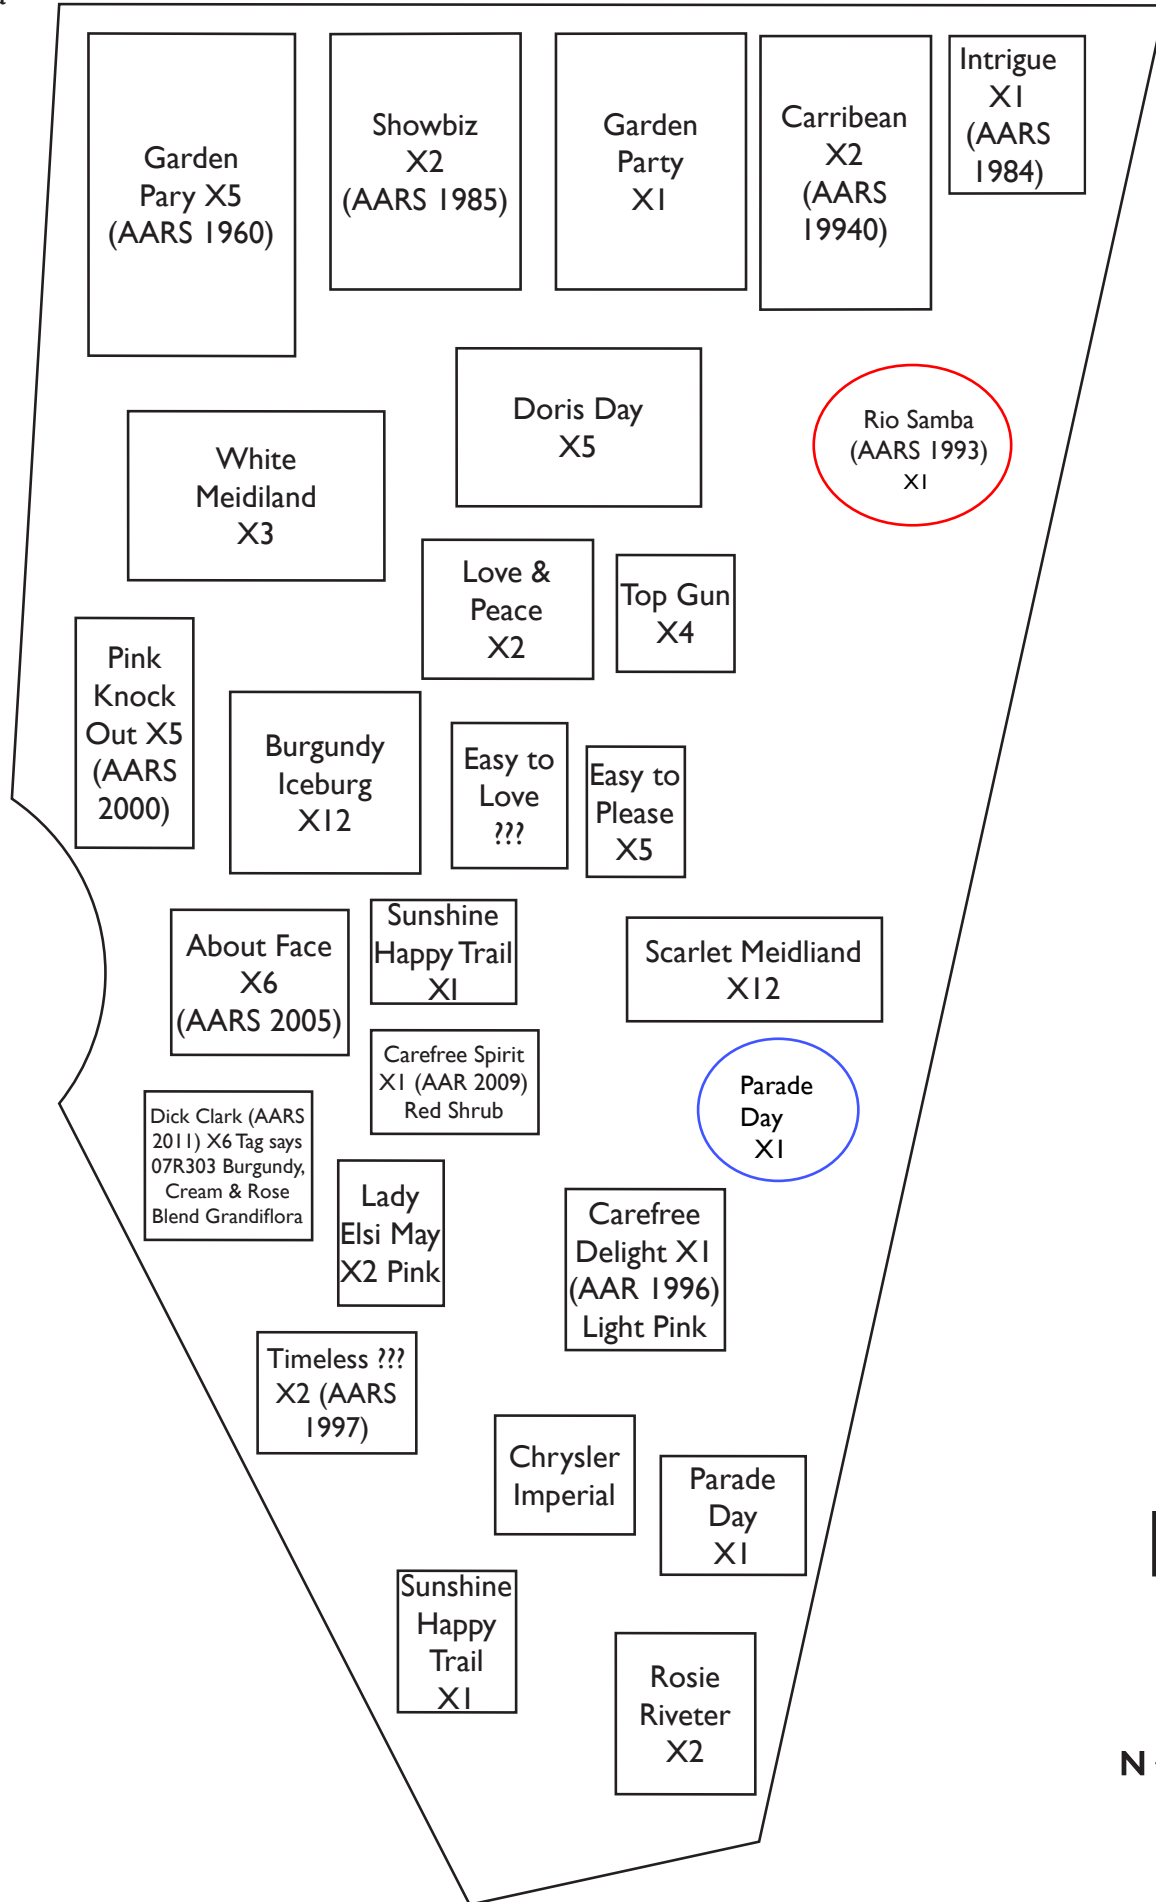 Garden
Pary X5
(AARS 1960)
Showbiz
X2
(AARS 1985)
Garden
Party
X1
Carribean
X2
(AARS
19940)
Intrigue
X1
(AARS
1984)
Doris Day
X5
Rio Samba
(AARS 1993)
X1
White
Meidiland
X3
Love &
Peace
X2
Top Gun
X4
Pink
Knock
Out X5
(AARS
2000)
Burgundy
Iceburg
X12
Easy to
Love
???
Easy to
Please
X5
About Face
X6
(AARS 2005)
Sunshine
Happy Trail
X1
Scarlet Meidliand
X12
Carefree Spirit
X1 (AAR 2009)
Red Shrub
Parade
Day
X1
Dick Clark (AARS
2011) X6 Tag says
07R303 Burgundy,
Cream & Rose
Blend Grandiflora
Lady
Elsi May
X2 Pink
Carefree
Delight X1
(AAR 1996)
Light Pink
Timeless ???
X2 (AARS
1997)
Chrysler
Imperial
Parade
Day
X1
Sunshine
Happy
Trail
X1
Rosie
Riveter
X2
N